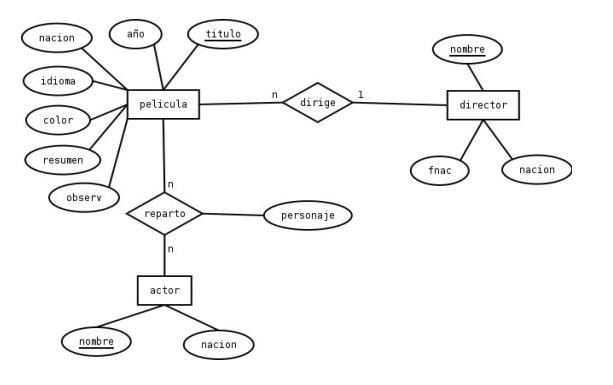 nacion
año
titulo
nombre
idioma
pelicula
n
dirige
1
director
color
resumen
fnac
nacion
observ
n
reparto
personaje
n
actor
nombre
nacion